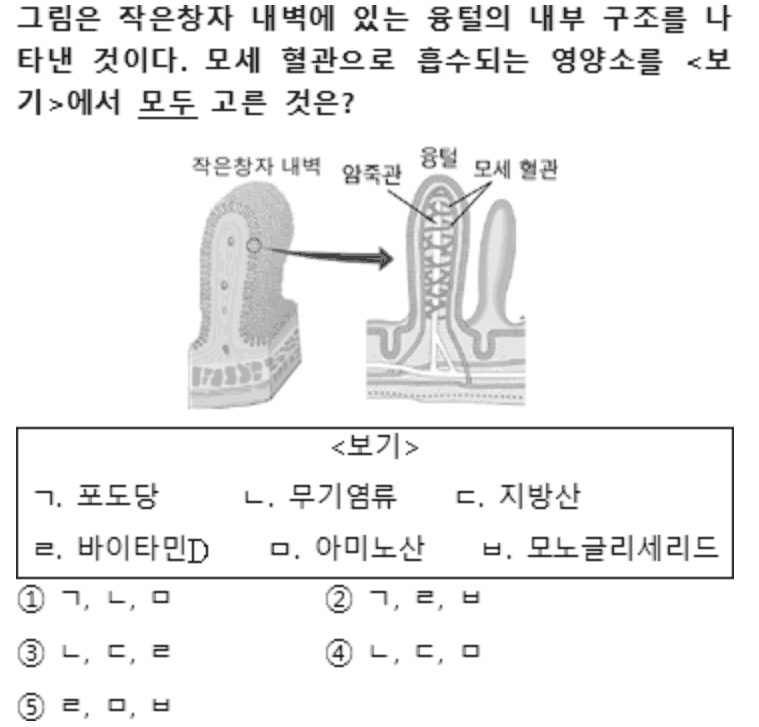 그림은 작은창자 내벽에 있는 융털의 내부 구조를 나
타낸 것이다. 모세 혈관으로 흡수되는 영양소를 <보
기>에서 모두 고른 것은?
작은창자 내벽
암죽관
융털
모세 혈관
<보기>
ㄱ. 포도당 ㄴ. 무기염류 ㄷ. 지방산
ㄹ. 바이타민D ㅁ. 아미노산 ㅂ. 모노글리세리드
① ㄱ, ㄴ, ㅁ ② ㄱ, ㄹ, ㅂ
③ ㄴ, ㄷ, ㄹ ④ ㄴ, ㄷ, ㅁ
⑤ ㄹ, ㅁ, ㅂ